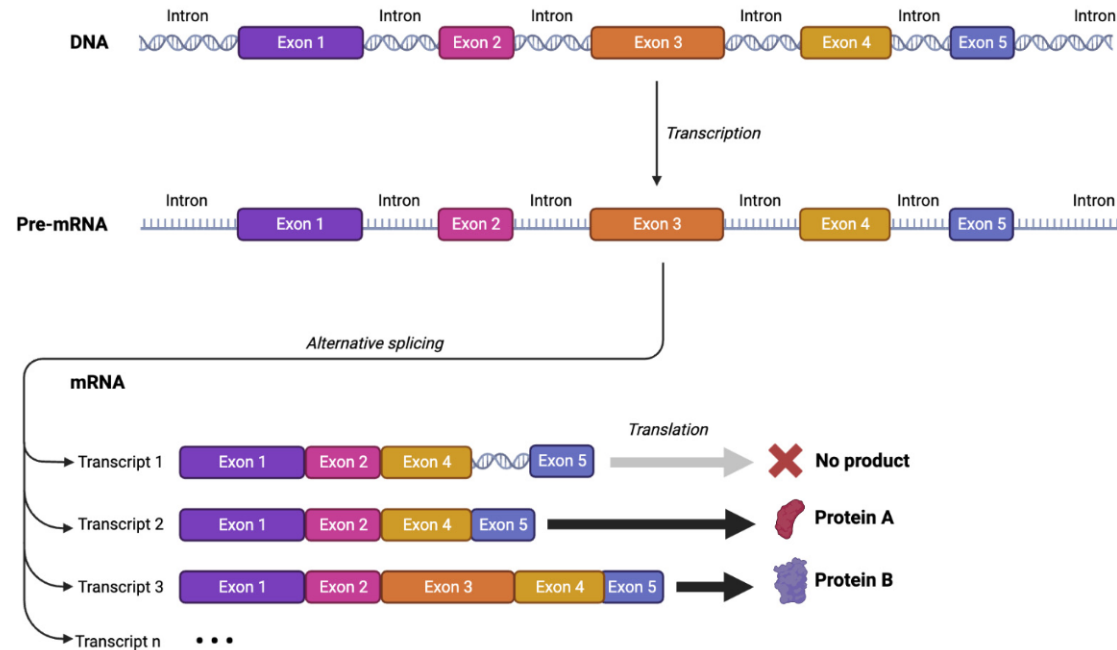 Intron Intron Intron Intron Intron Intron
DNA Exon 1 Exon 2 Exon 3 Exon 4 Exon 5
Transcription
Intron Intron Intron Intron Intron Intron
Pre-mRNA Exon 1 Exon 2 Exon 3 Exon 4 Exon 5
Alternative splicing
mRNA
Translation
Transcript 1 Exon 1 Exon 2 Exon 4 Exon 5 No product
Transcript 2 Exon 1 Exon 2 Exon 4 Exon 5 Protein A
Transcript 3 Exon 1 Exon 2 Exon 3 Exon 4 Exon 5 Protein B
Transcript n • • •